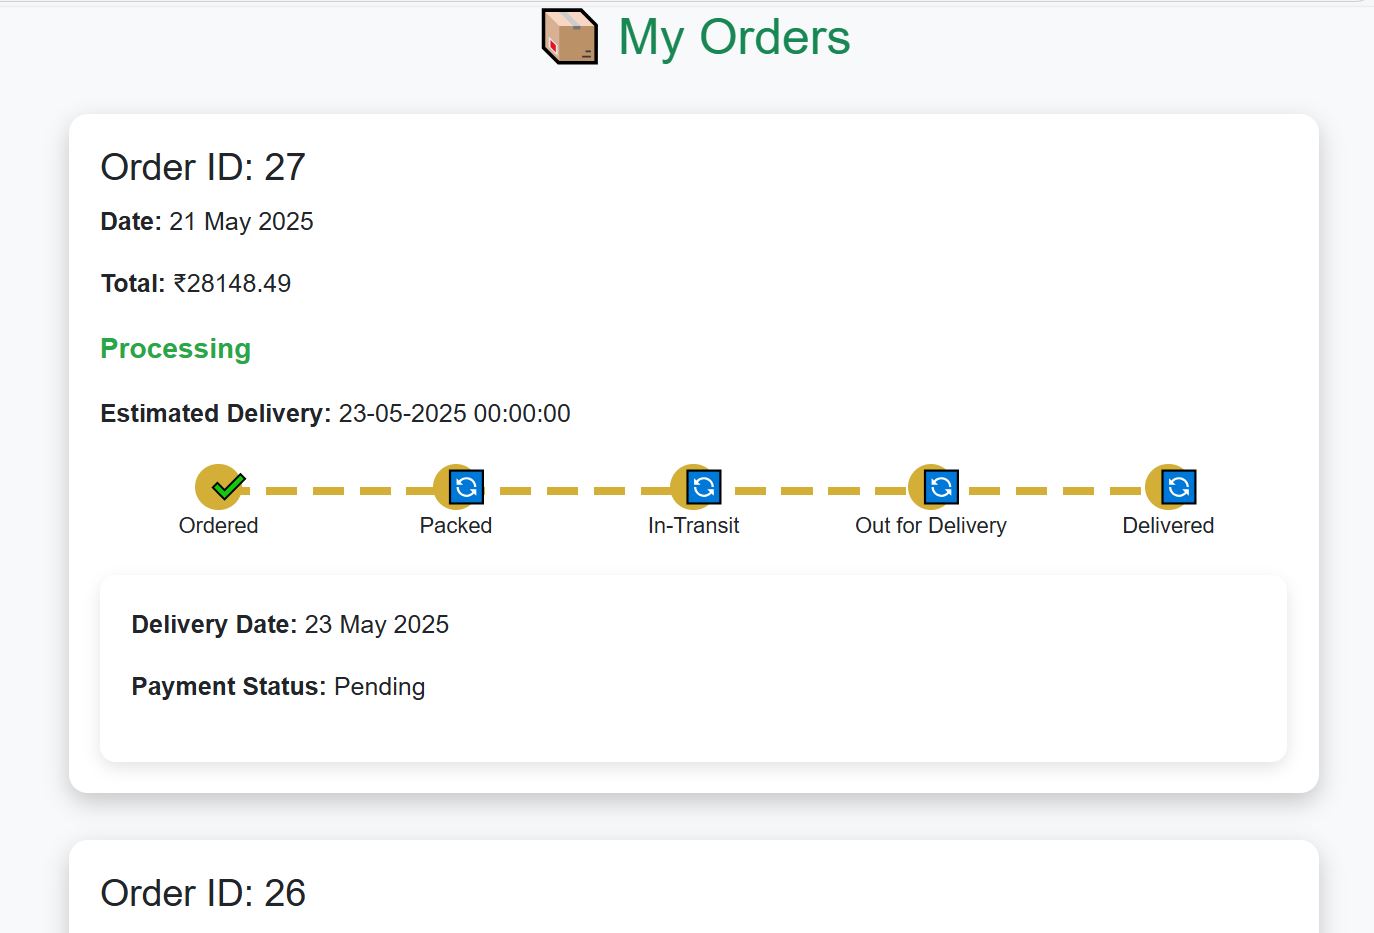 My Orders
Order ID: 27
Date: 21 May 2025
Total: ₹28148.49
Processing
Estimated Delivery: 23-05-2025 00:00:00
Ordered Packed In-Transit Out for Delivery Delivered
Delivery Date: 23 May 2025
Payment Status: Pending
Order ID: 26